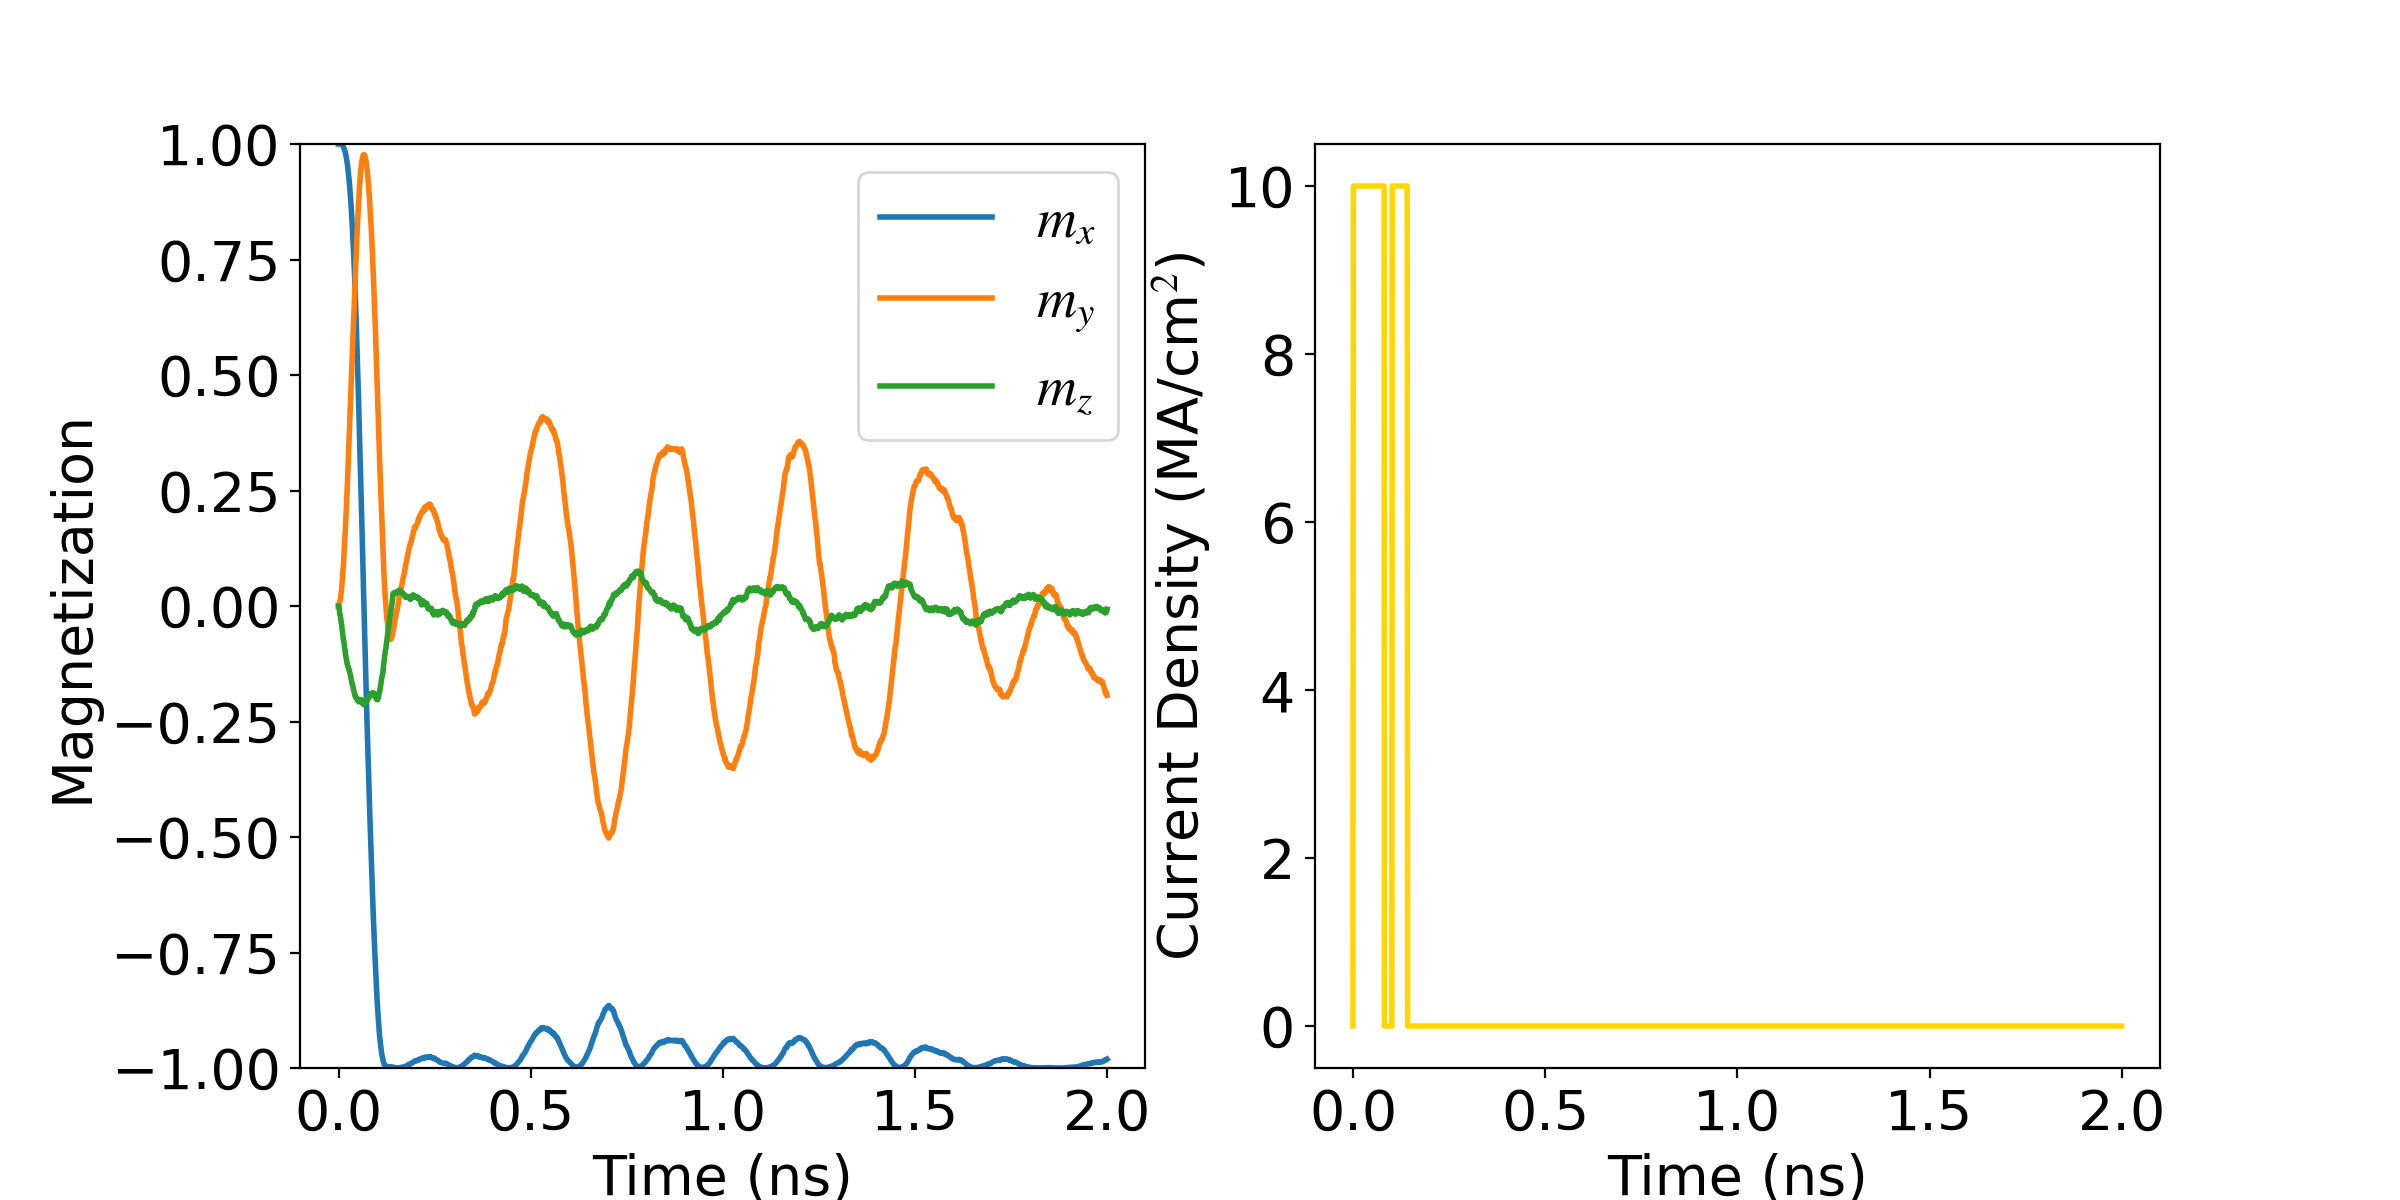 Magnetization
1.00
0.75
0.50
0.25
0.00
−0.25
−0.50
−0.75
−1.00
0.0 0.5 1.0 1.5 2.0
Time (ns)
m_x
m_y
m_z
Current Density (MA/cm²)
10
8
6
4
2
0
0.0 0.5 1.0 1.5 2.0
Time (ns)